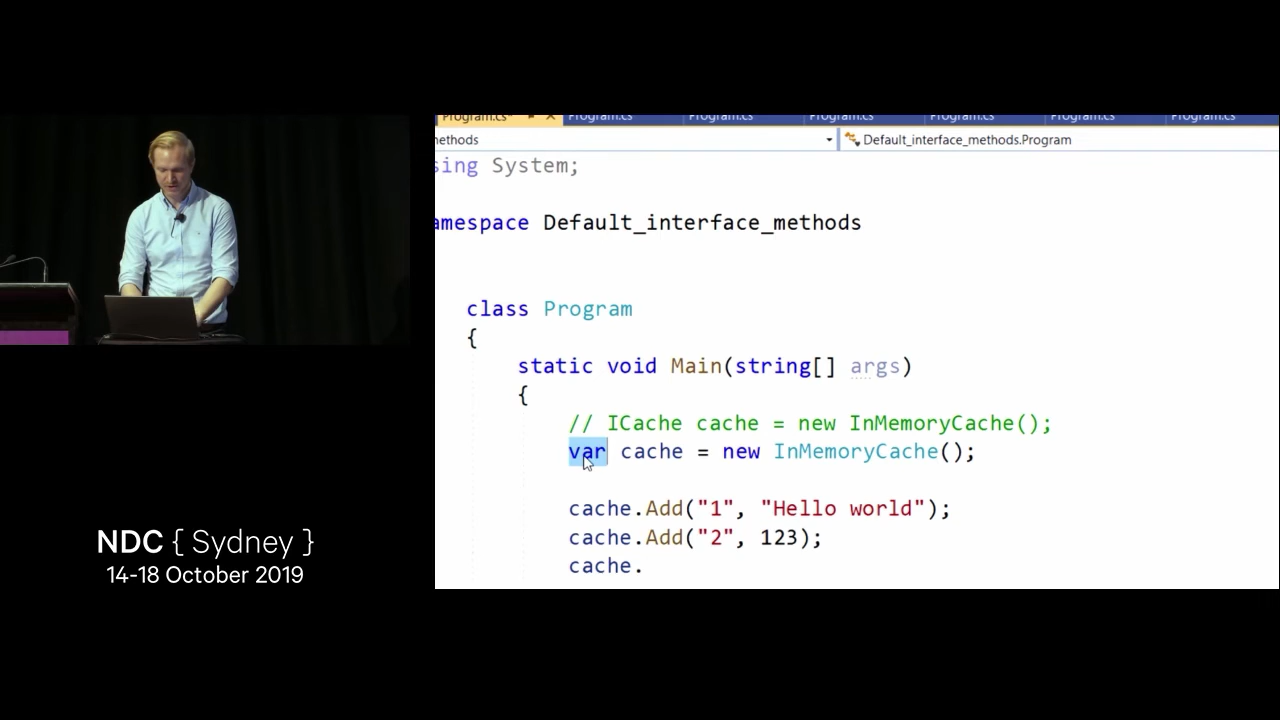 Program.cs* Program.cs Program.cs Program.cs Program.cs Program.cs Program.cs
ethods Default_interface_methods.Program
sing System;
amespace Default_interface_methods
class Program
{
static void Main(string[] args)
{
// ICache cache = new InMemoryCache();
var cache = new InMemoryCache();
cache.Add("1", "Hello world");
cache.Add("2", 123);
cache.
NDC { Sydney }
14-18 October 2019